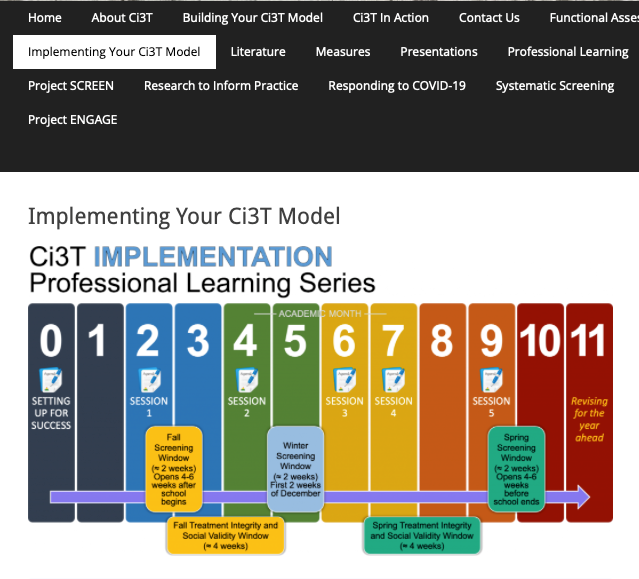 Home About Ci3T Building Your Ci3T Model Ci3T In Action Contact Us Functional Asses
Implementing Your Ci3T Model Literature Measures Presentations Professional Learning
Project SCREEN Research to Inform Practice Responding to COVID-19 Systematic Screening
Project ENGAGE
Implementing Your Ci3T Model
Ci3T IMPLEMENTATION
Professional Learning Series
ACADEMIC MONTH
0 1 2 3 4 5 6 7 8 9 10 11
SETTING
UP FOR
SUCCESS
SESSION
1
SESSION
2
SESSION
3
SESSION
4
SESSION
5
Revising
for the
year
ahead
Fall
Screening
Window
(≈ 2 weeks)
Opens 4-6
weeks after
school
begins
Winter
Screening
Window
(≈ 2 weeks)
First 2 weeks
of December
Spring
Screening
Window
(≈ 2 weeks)
Opens 4-6
weeks
before
school ends
Fall Treatment Integrity and
Social Validity Window
(≈ 4 weeks)
Spring Treatment Integrity
and Social Validity Window
(≈ 4 weeks)